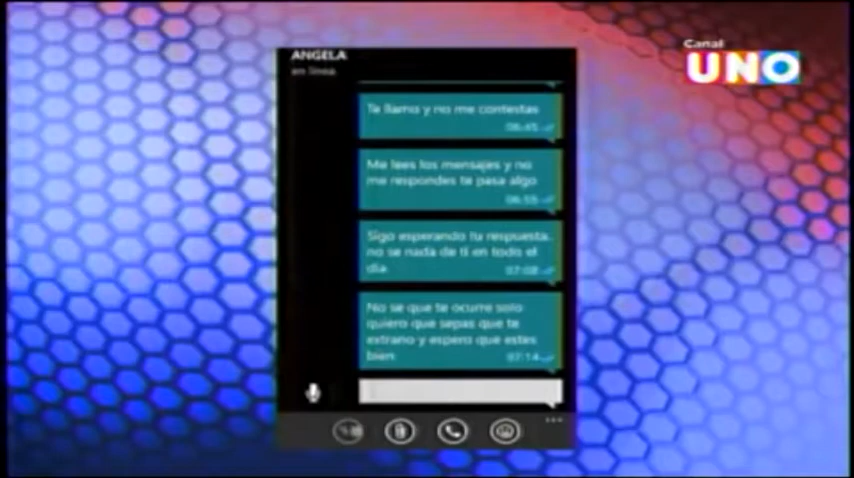 ANGELA
en línea
Canal
UNO
Te llamo y no me contestas
06:45
Me lees los mensajes y no
me respondes te pasa algo
06:55
Sigo esperando tu respuesta..
no se nada de ti en todo el
dia
07:08
No se que te ocurre solo
quiero que sepas que te
extraño y espero que estes
bien
07:14